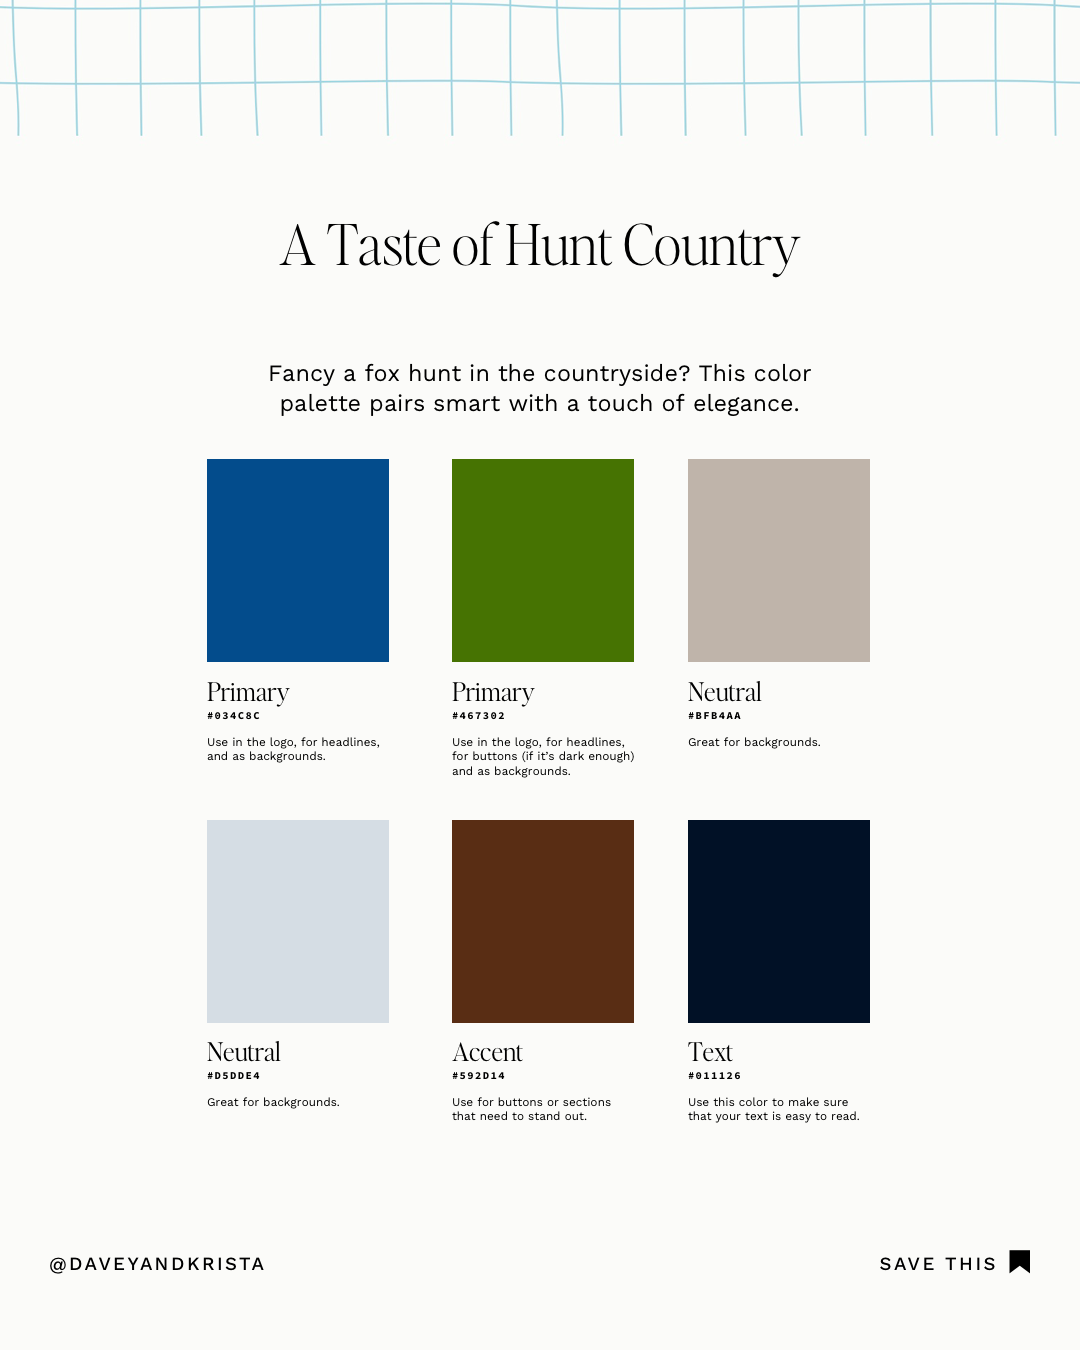 A Taste of Hunt Country
Fancy a fox hunt in the countryside? This color
palette pairs smart with a touch of elegance.
Primary
#034C8C
Use in the logo, for headlines,
and as backgrounds.
Primary
#467302
Use in the logo, for headlines,
for buttons (if it's dark enough)
and as backgrounds.
Neutral
#BFB4AA
Great for backgrounds.
Neutral
#D5DDE4
Great for backgrounds.
Accent
#592D14
Use for buttons or sections
that need to stand out.
Text
#011126
Use this color to make sure
that your text is easy to read.
@DAVEYANDKRISTA
SAVE THIS